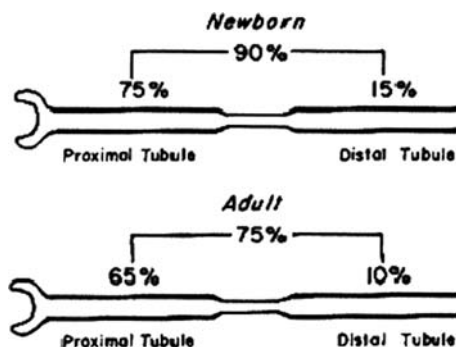 Newborn
90%
75% 15%
Proximal Tubule Distal Tubule
Adult
75%
65% 10%
Proximal Tubule Distal Tubule